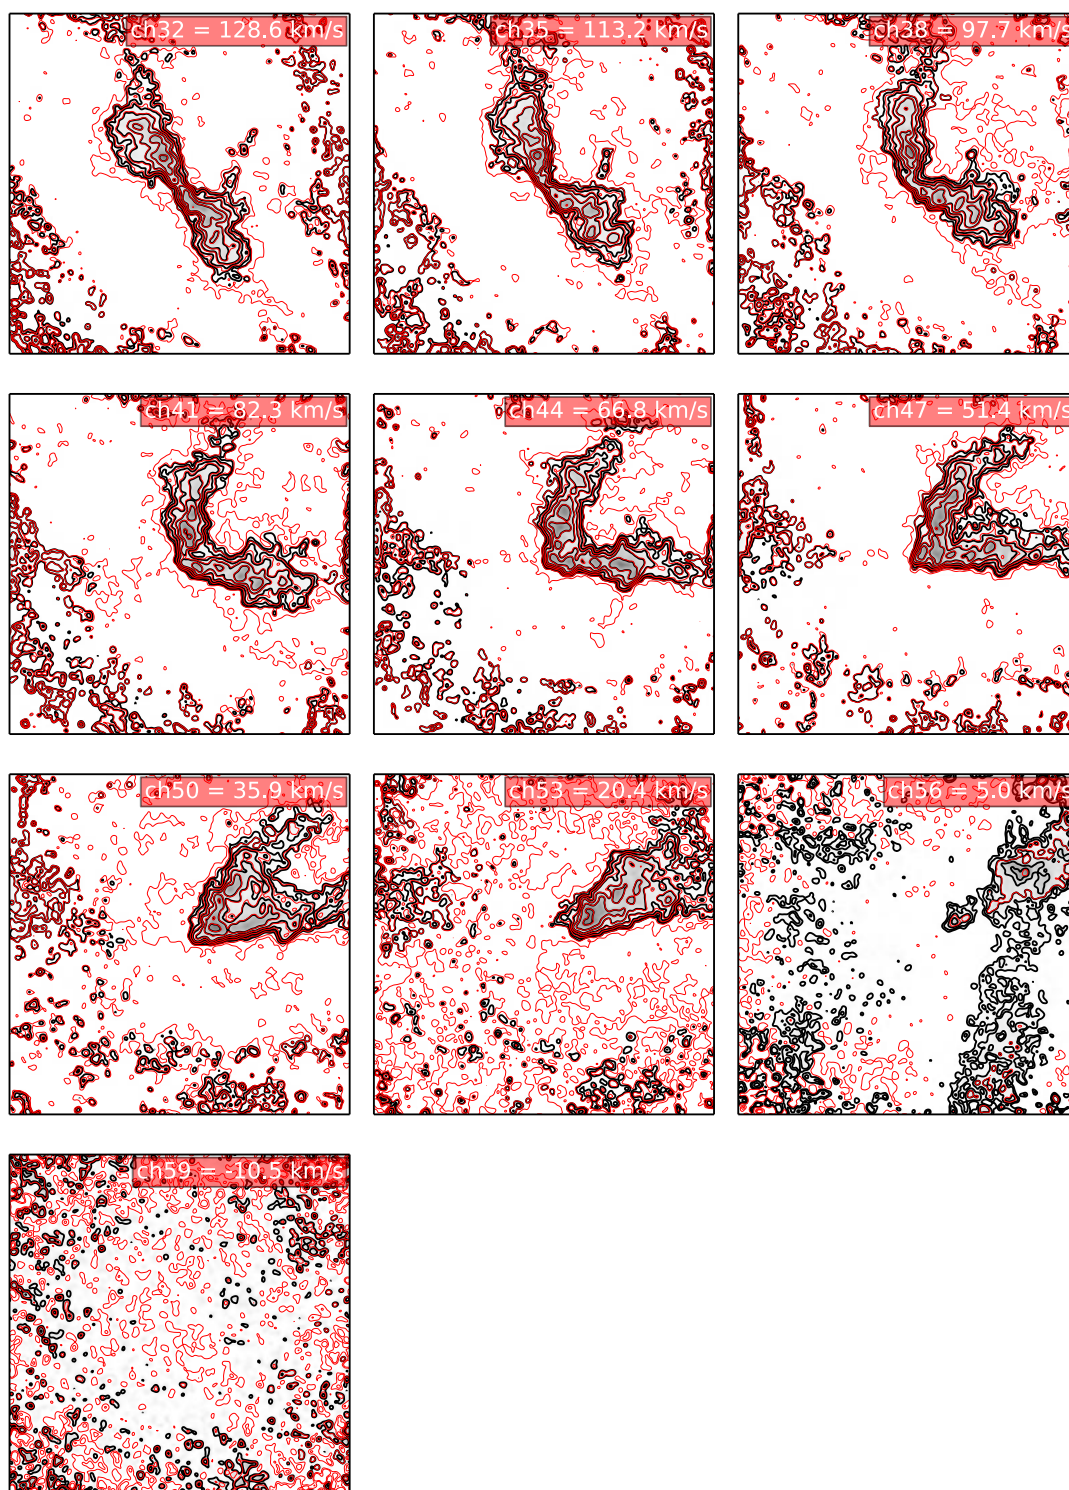 ch32 = 128.6 km/s
ch35 = 113.2 km/s
ch38 = 97.7 km/s
ch41 = 82.3 km/s
ch44 = 66.8 km/s
ch47 = 51.4 km/s
ch50 = 35.9 km/s
ch53 = 20.4 km/s
ch56 = 5.0 km/s
ch59 = -10.5 km/s